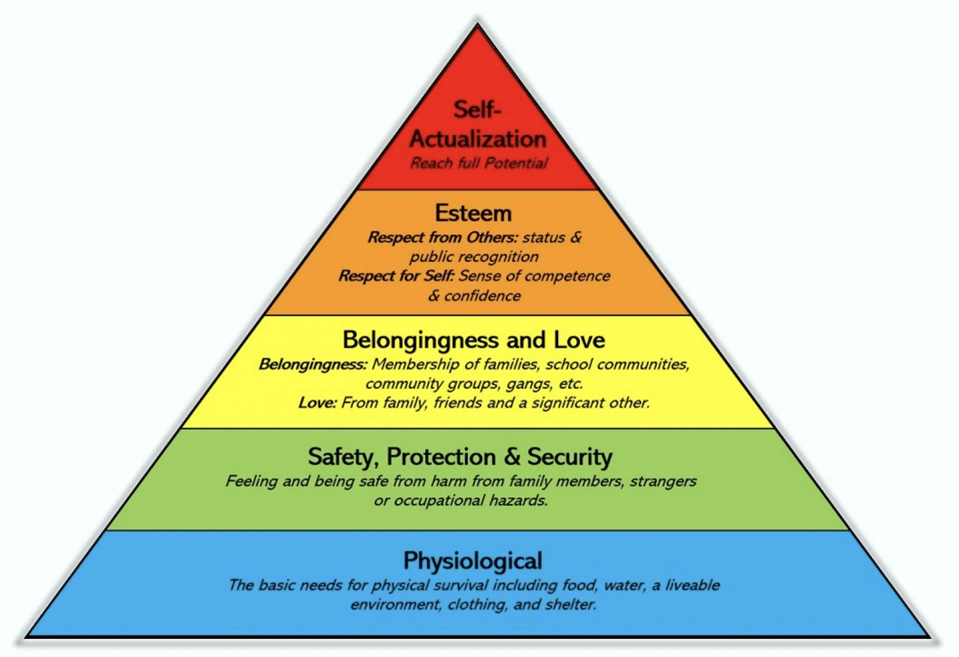 Self-
Actualization
Reach full Potential
Esteem
Respect from Others: status &
public recognition
Respect for Self: Sense of competence
& confidence
Belongingness and Love
Belongingness: Membership of families, school communities,
community groups, gangs, etc.
Love: From family, friends and a significant other.
Safety, Protection & Security
Feeling and being safe from harm from family members, strangers
or occupational hazards.
Physiological
The basic needs for physical survival including food, water, a liveable
environment, clothing, and shelter.